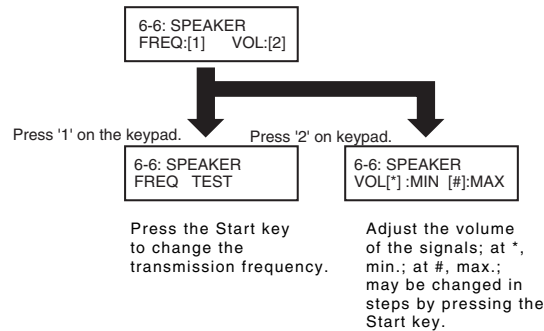 6-6: SPEAKER
FREQ:[1] VOL:[2]
Press '1' on the keypad.
Press '2' on keypad.
6-6: SPEAKER
FREQ TEST
6-6: SPEAKER
VOL[*] :MIN [#]:MAX
Press the Start key
to change the
transmission frequency.
Adjust the volume
of the signals; at *,
min.; at #, max.;
may be changed in
steps by pressing the
Start key.